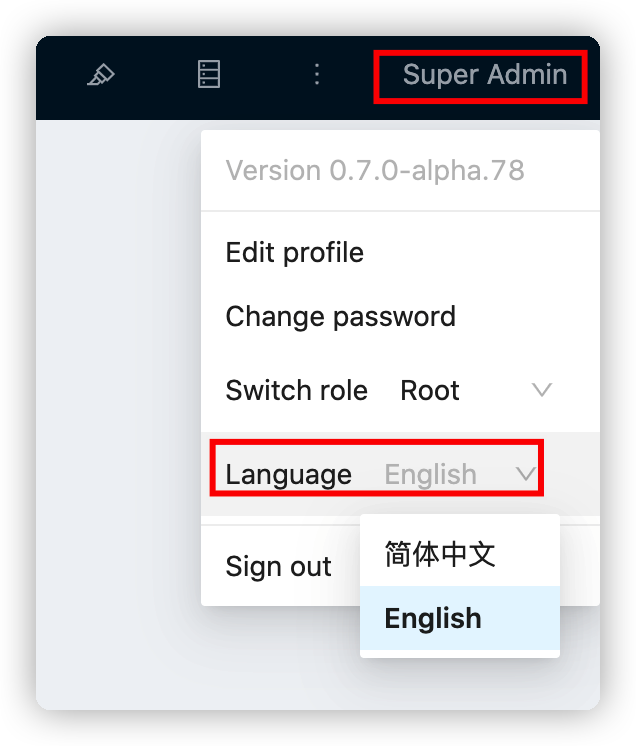 Super Admin
Version 0.7.0-alpha.78
Edit profile
Change password
Switch role Root
Language English
Sign out
简体中文
English